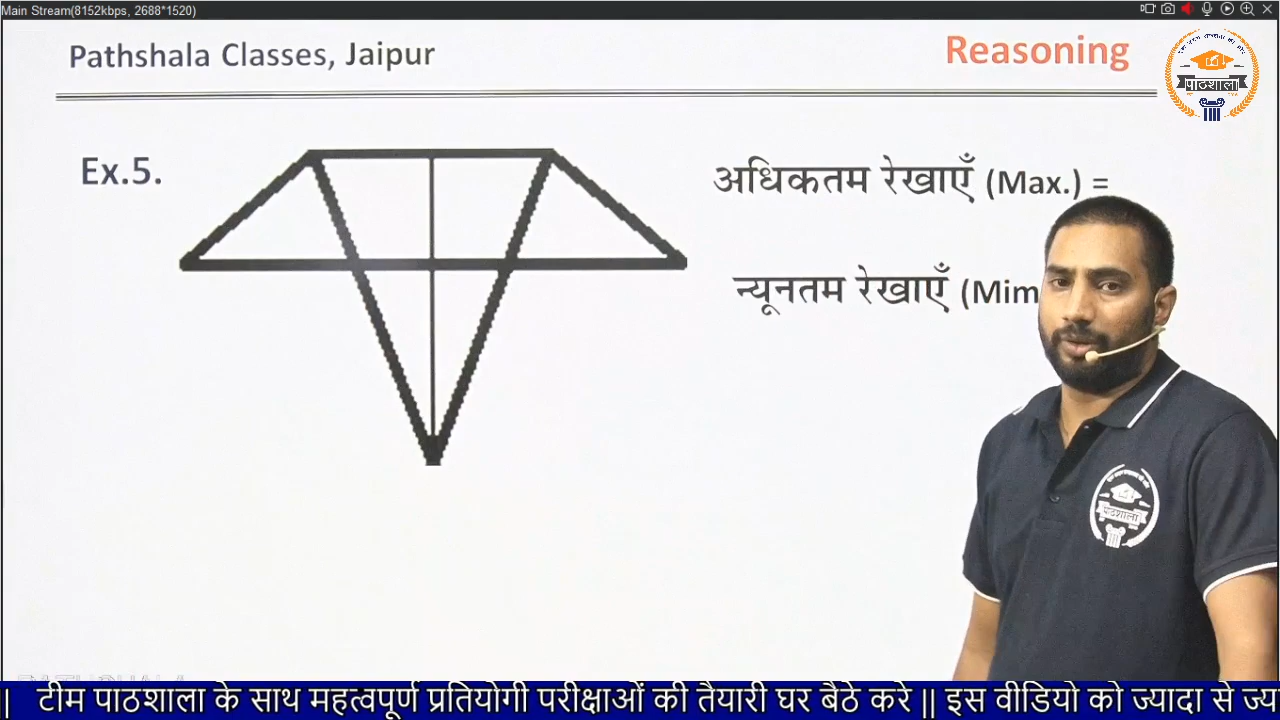 Main Stream(8152kbps, 2688*1520)
Pathshala Classes, Jaipur
Reasoning
पाठशाला
Ex.5.
अधिकतम रेखाएँ (Max.) =
न्यूनतम रेखाएँ (Mim
पाठशाला
|| टीम पाठशाला के साथ महत्वपूर्ण प्रतियोगी परीक्षाओं की तैयारी घर बैठे करे || इस वीडियो को ज्यादा से ज्या